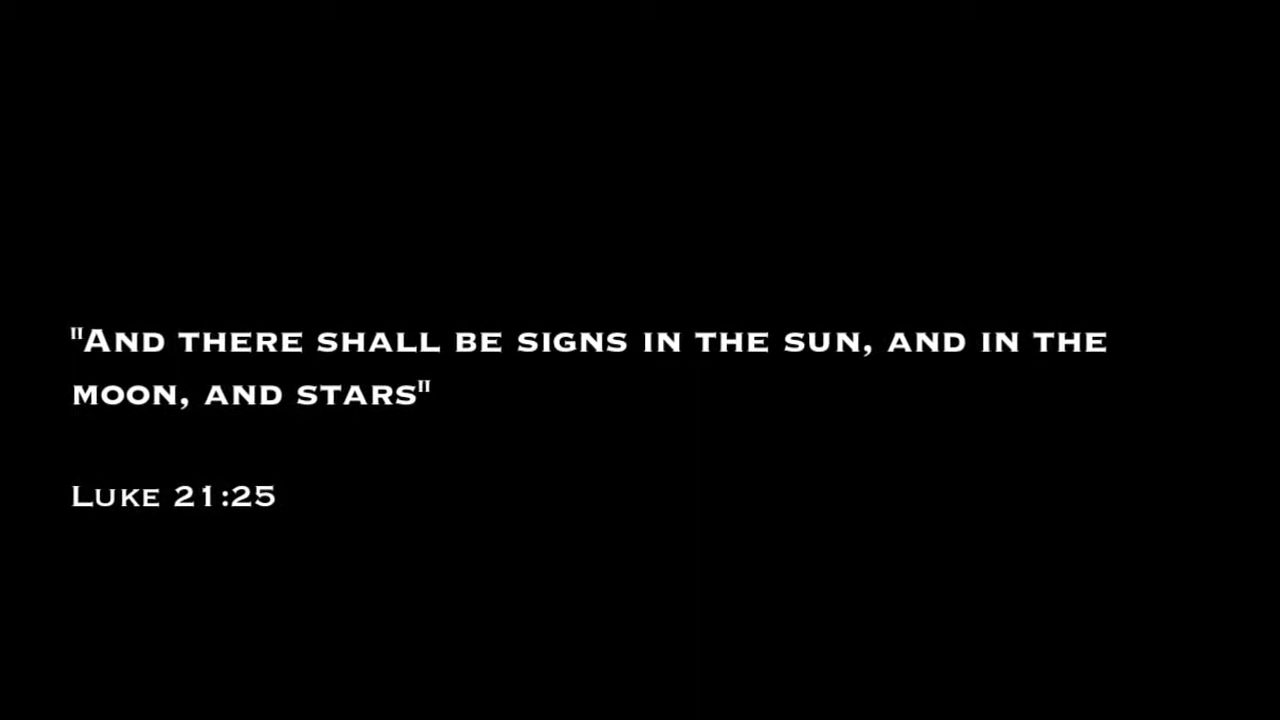 "And there shall be signs in the sun, and in the
moon, and stars"
Luke 21:25